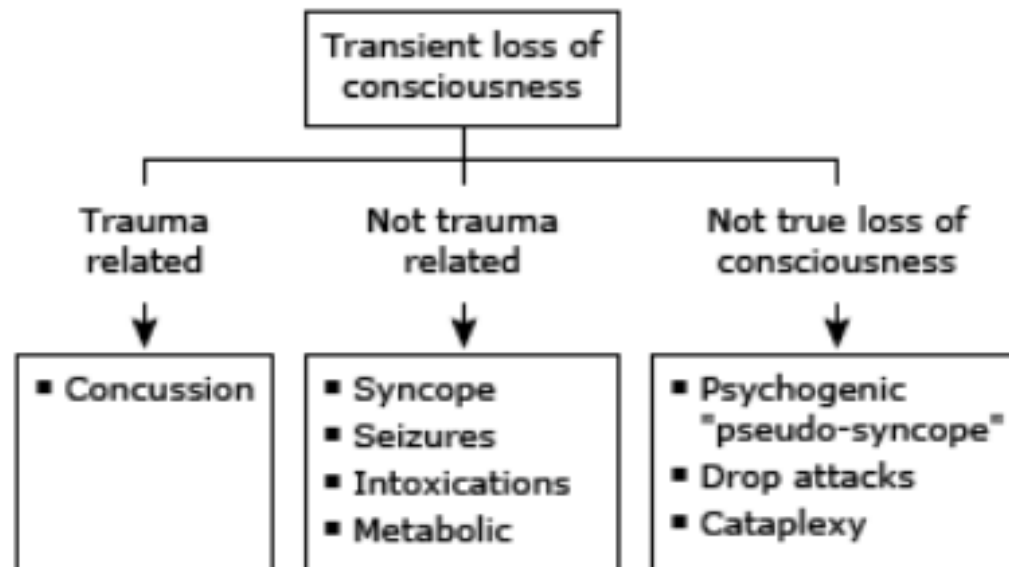 Transient loss of
consciousness
Trauma
related
Not trauma
related
Not true loss of
consciousness
▪ Concussion
▪ Syncope
▪ Seizures
▪ Intoxications
▪ Metabolic
▪ Psychogenic
"pseudo-syncope"
▪ Drop attacks
▪ Cataplexy